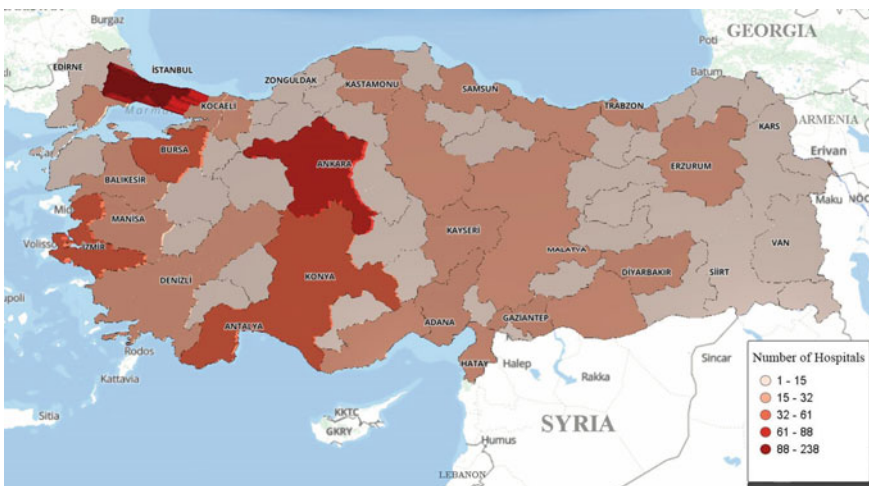 Burgaz
GEORGIA
Poti
Batum
EDİRNE
İSTANBUL
ZONGULDAK
KASTAMONU
SAMSUN
KOCAELİ
TRABZON
KARS
ARMENIA
Erivan
BURSA
ANKARA
ERZURUM
BALIKESİR
Maku
MANİSA
Volisso
İZMİR
KAYSERİ
MALATYA
VAN
DİYARBAKIR
SİİRT
DENİZLİ
KONYA
ANTALYA
ADANA
GAZİANTEP
HATAY
Rodos
Halep
Rakka
Sincar
Kattavia
Sitia
KKTC
GKRY
SYRIA
Humus
LEBANON
Number of Hospitals
1 - 15
15 - 32
32 - 61
61 - 88
88 - 238